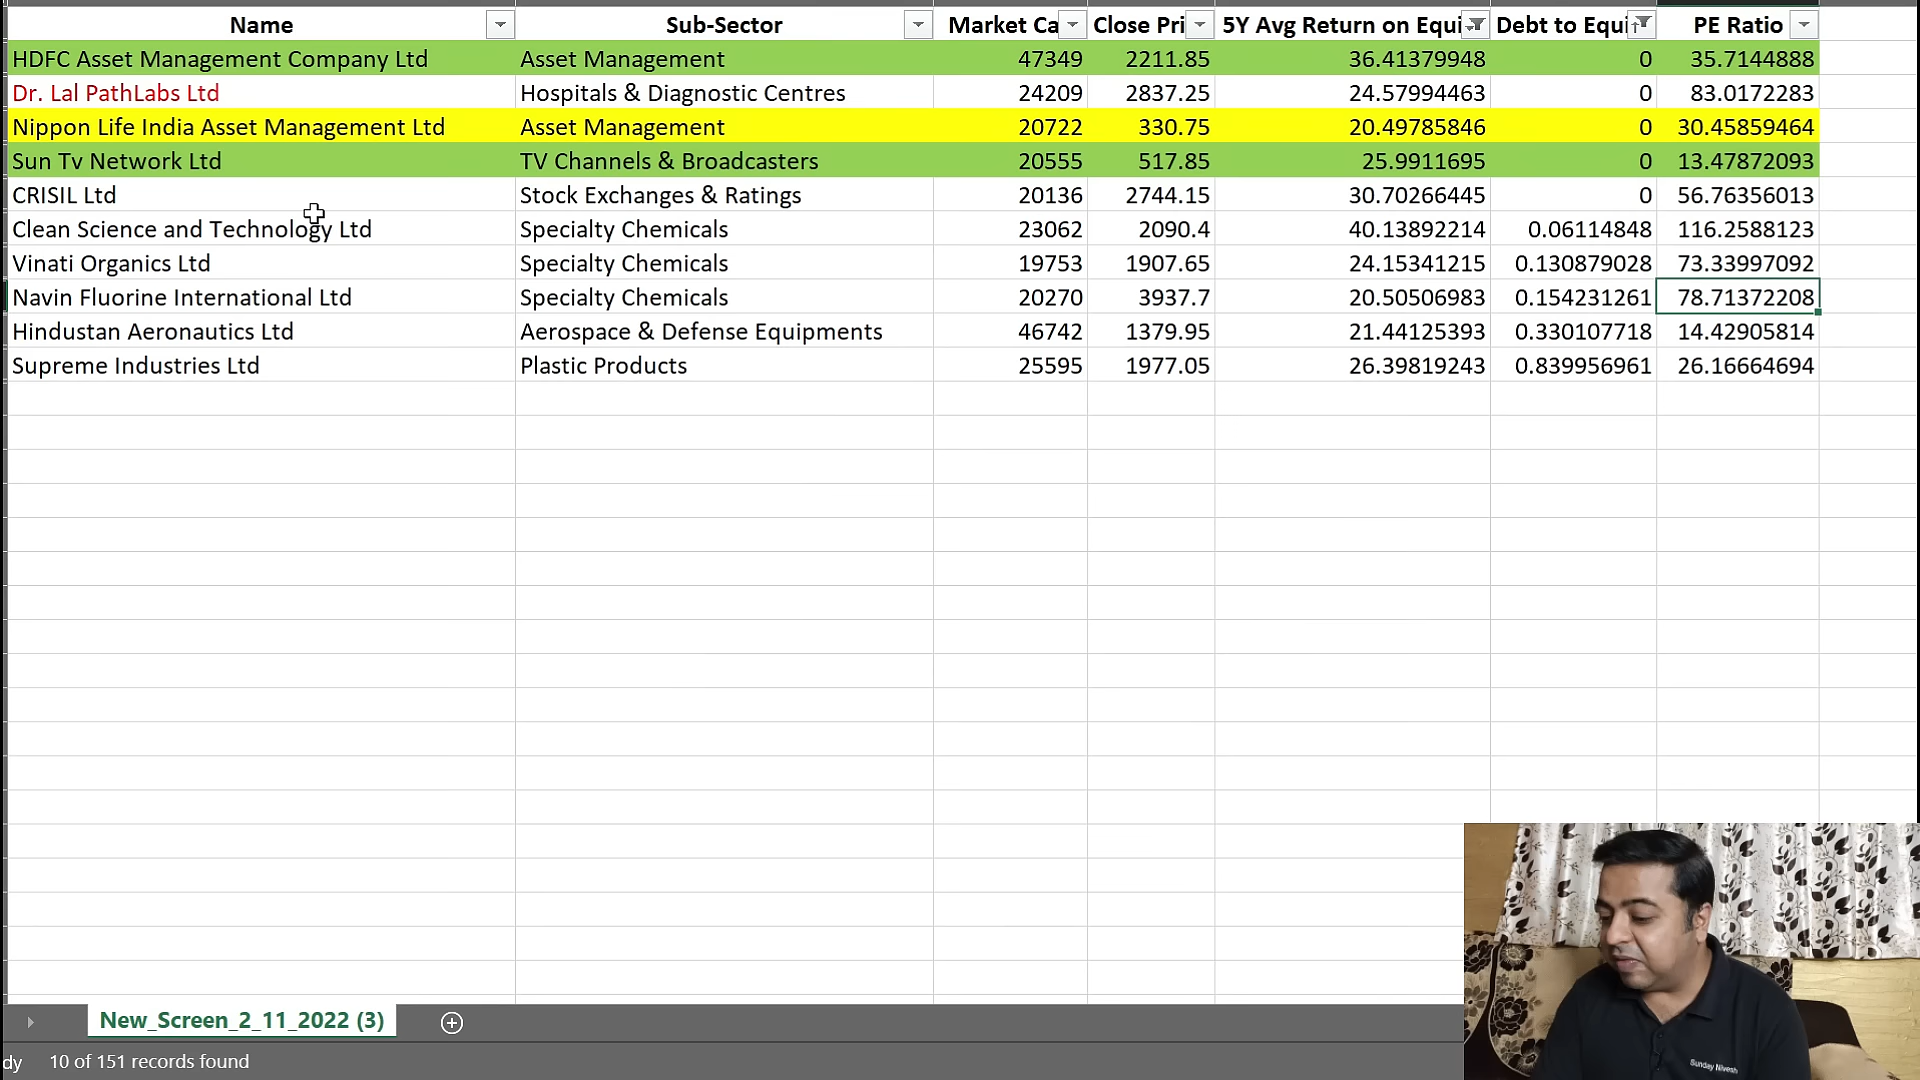 Name Sub-Sector Market Ca Close Pri 5Y Avg Return on Equi Debt to Equi PE Ratio
HDFC Asset Management Company Ltd Asset Management 47349 2211.85 36.41379948 0 35.7144888
Dr. Lal PathLabs Ltd Hospitals & Diagnostic Centres 24209 2837.25 24.57994463 0 83.0172283
Nippon Life India Asset Management Ltd Asset Management 20722 330.75 20.49785846 0 30.45859464
Sun Tv Network Ltd TV Channels & Broadcasters 20555 517.85 25.9911695 0 13.47872093
CRISIL Ltd Stock Exchanges & Ratings 20136 2744.15 30.70266445 0 56.76356013
Clean Science and Technology Ltd Specialty Chemicals 23062 2090.4 40.13892214 0.06114848 116.2588123
Vinati Organics Ltd Specialty Chemicals 19753 1907.65 24.15341215 0.130879028 73.33997092
Navin Fluorine International Ltd Specialty Chemicals 20270 3937.7 20.50506983 0.154231261 78.71372208
Hindustan Aeronautics Ltd Aerospace & Defense Equipments 46742 1379.95 21.44125393 0.330107718 14.42905814
Supreme Industries Ltd Plastic Products 25595 1977.05 26.39819243 0.839956961 26.16664694
New_Screen_2_11_2022 (3)
dy 10 of 151 records found
Sunday Nivesh